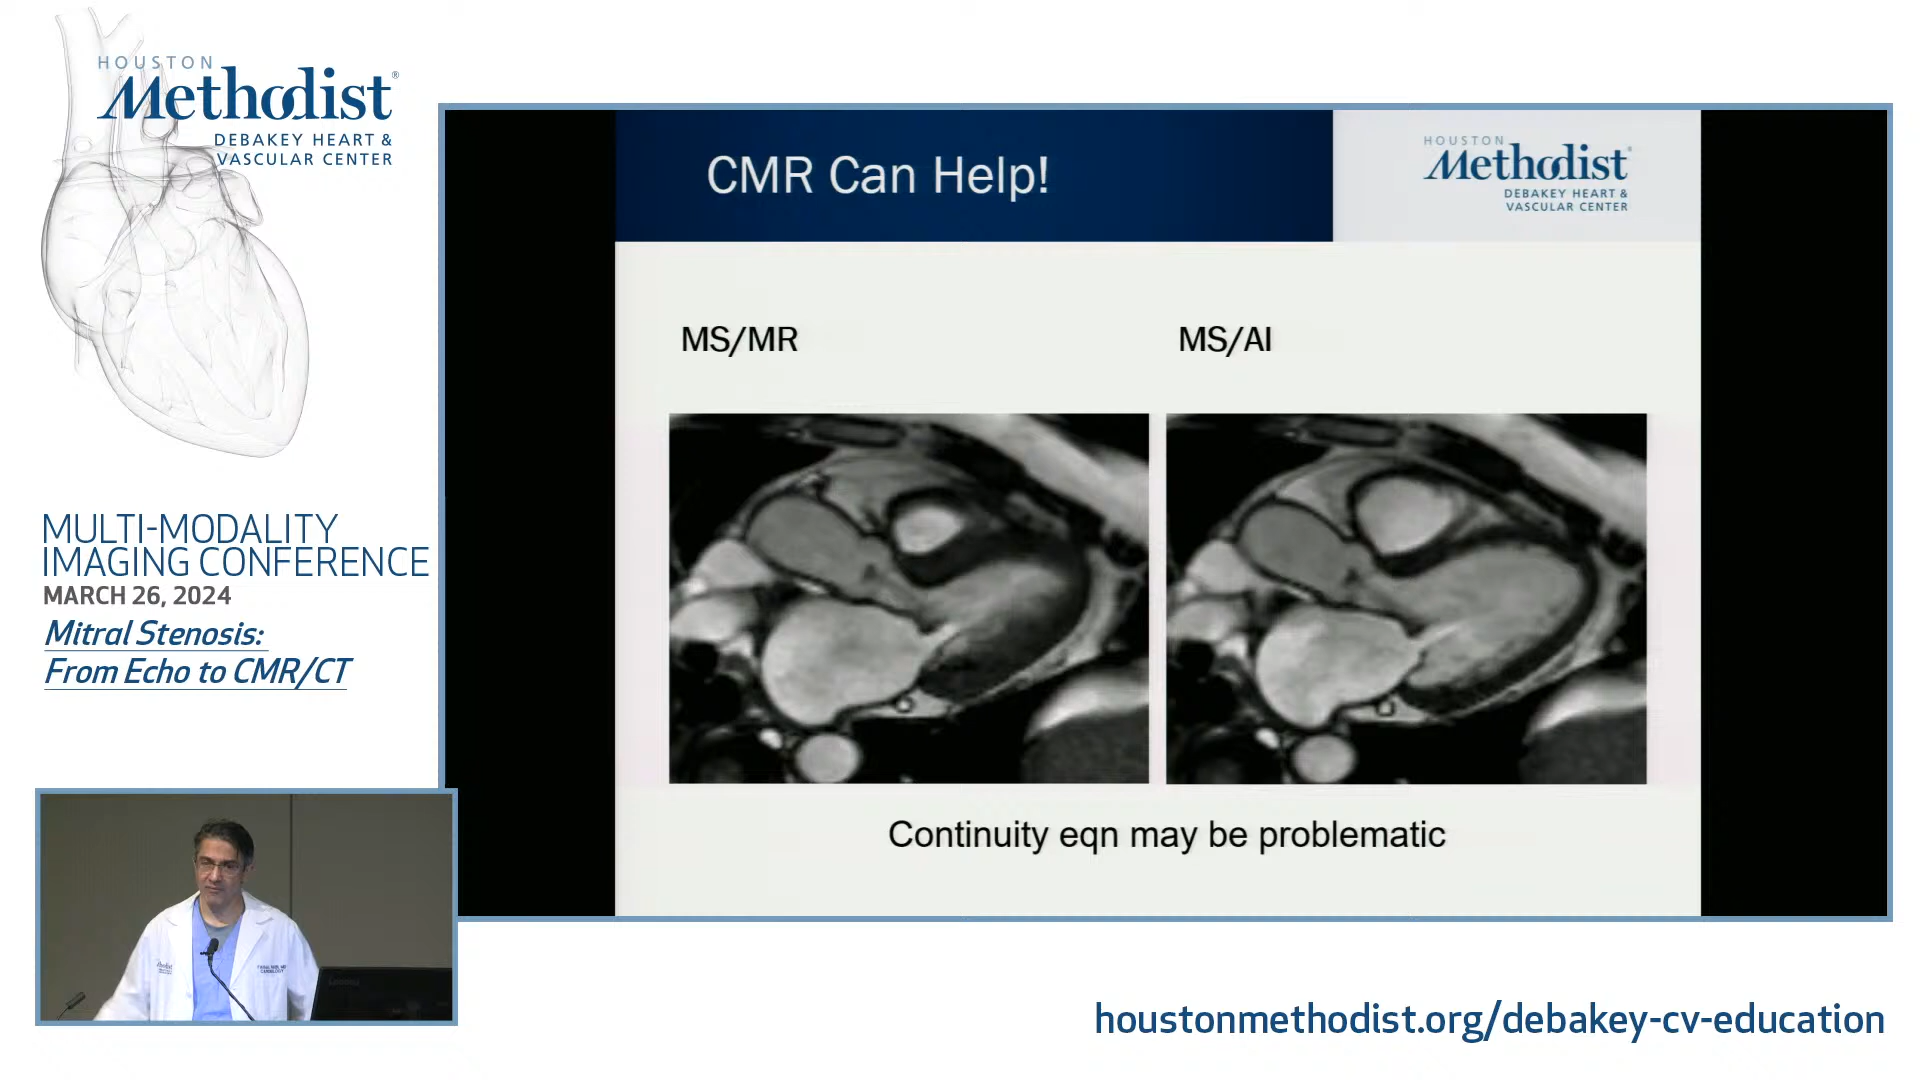 HOUSTON
Methodist®
DEBAKEY HEART &
VASCULAR CENTER
MULTI-MODALITY
IMAGING CONFERENCE
MARCH 26, 2024
Mitral Stenosis:
From Echo to CMR/CT
CMR Can Help!
HOUSTON
Methodist
DEBAKEY HEART &
VASCULAR CENTER
MS/MR
MS/AI
Continuity eqn may be problematic
Methodist
CARDIOLOGY
houstonmethodist.org/debakey-cv-education